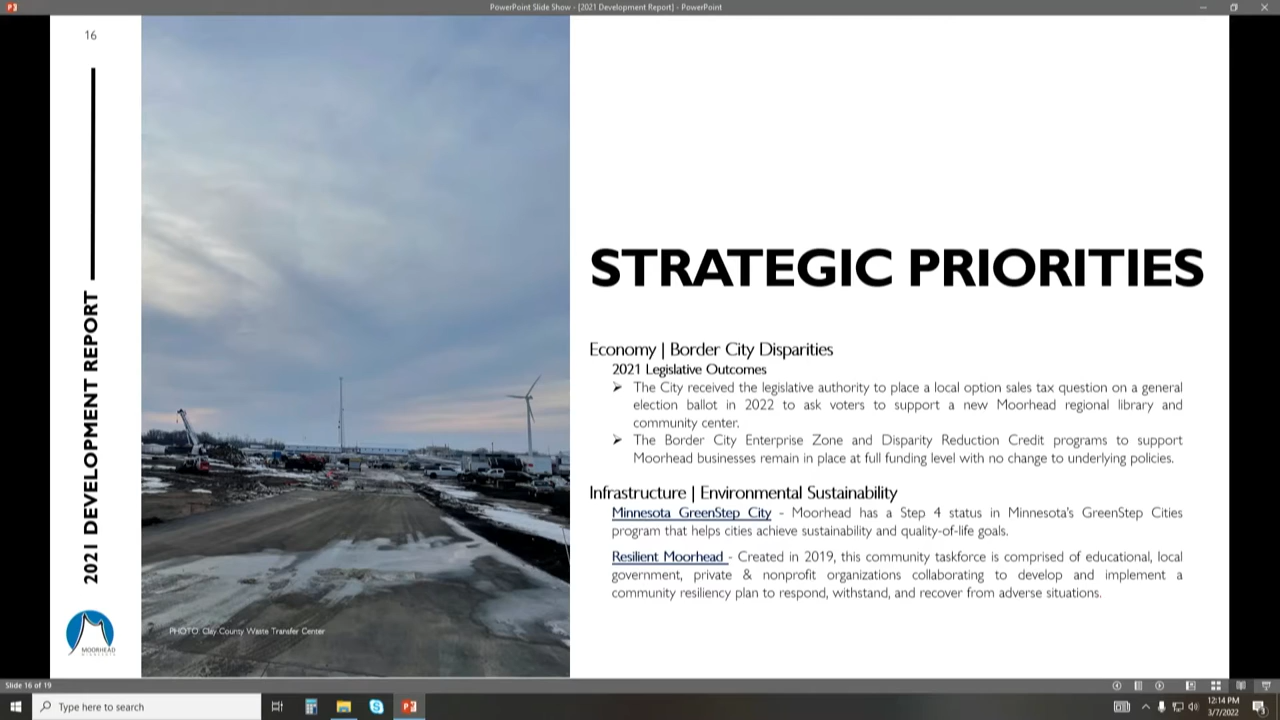 PowerPoint Slide Show - [2021 Development Report] - PowerPoint
16
2021 DEVELOPMENT REPORT
MOORHEAD
MINNESOTA
PHOTO: Clay County Waste Transfer Center
STRATEGIC PRIORITIES
Economy | Border City Disparities
2021 Legislative Outcomes
➤ The City received the legislative authority to place a local option sales tax question on a general
election ballot in 2022 to ask voters to support a new Moorhead regional library and
community center.
➤ The Border City Enterprise Zone and Disparity Reduction Credit programs to support
Moorhead businesses remain in place at full funding level with no change to underlying policies.
Infrastructure | Environmental Sustainability
Minnesota GreenStep City - Moorhead has a Step 4 status in Minnesota's GreenStep Cities
program that helps cities achieve sustainability and quality-of-life goals.
Resilient Moorhead - Created in 2019, this community taskforce is comprised of educational, local
government, private & nonprofit organizations collaborating to develop and implement a
community resiliency plan to respond, withstand, and recover from adverse situations.
Slide 16 of 19
Type here to search
12:14 PM
3/7/2022